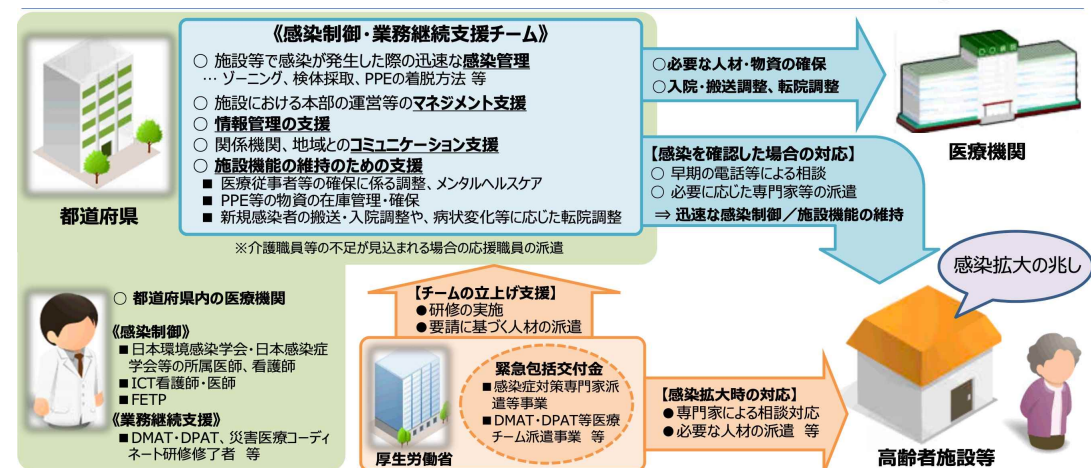 《感染制御・業務継続支援チーム》
○ 施設等で感染が発生した際の迅速な感染管理
… ゾーニング、検体採取、PPEの着脱方法 等
○ 施設における本部の運営等のマネジメント支援
○ 情報管理の支援
○ 関係機関、地域とのコミュニケーション支援
○ 施設機能の維持のための支援
■ 医療従事者等の確保に係る調整、メンタルヘルスケア
■ PPE等の物資の在庫管理・確保
■ 新規感染者の搬送・入院調整や、病状変化等に応じた転院調整
※介護職員等の不足が見込まれる場合の応援職員の派遣
都道府県
○必要な人材・物資の確保
○入院・搬送調整、転院調整
医療機関
【感染を確認した場合の対応】
○ 早期の電話等による相談
○ 必要に応じた専門家等の派遣
⇒ 迅速な感染制御／施設機能の維持
感染拡大の兆し
○ 都道府県内の医療機関
《感染制御》
■日本環境感染学会・日本感染症
学会等の所属医師、看護師
■ICT看護師・医師
■FETP
《業務継続支援》
■DMAT・DPAT、災害医療コーディ
ネート研修修了者 等
【チームの立上げ支援】
●研修の実施
●要請に基づく人材の派遣
緊急包括交付金
■感染症対策専門家派
遣等事業
■DMAT・DPAT等医療
チーム派遣事業 等
厚生労働省
【感染拡大時の対応】
●専門家による相談対応
●必要な人材の派遣 等
高齢者施設等